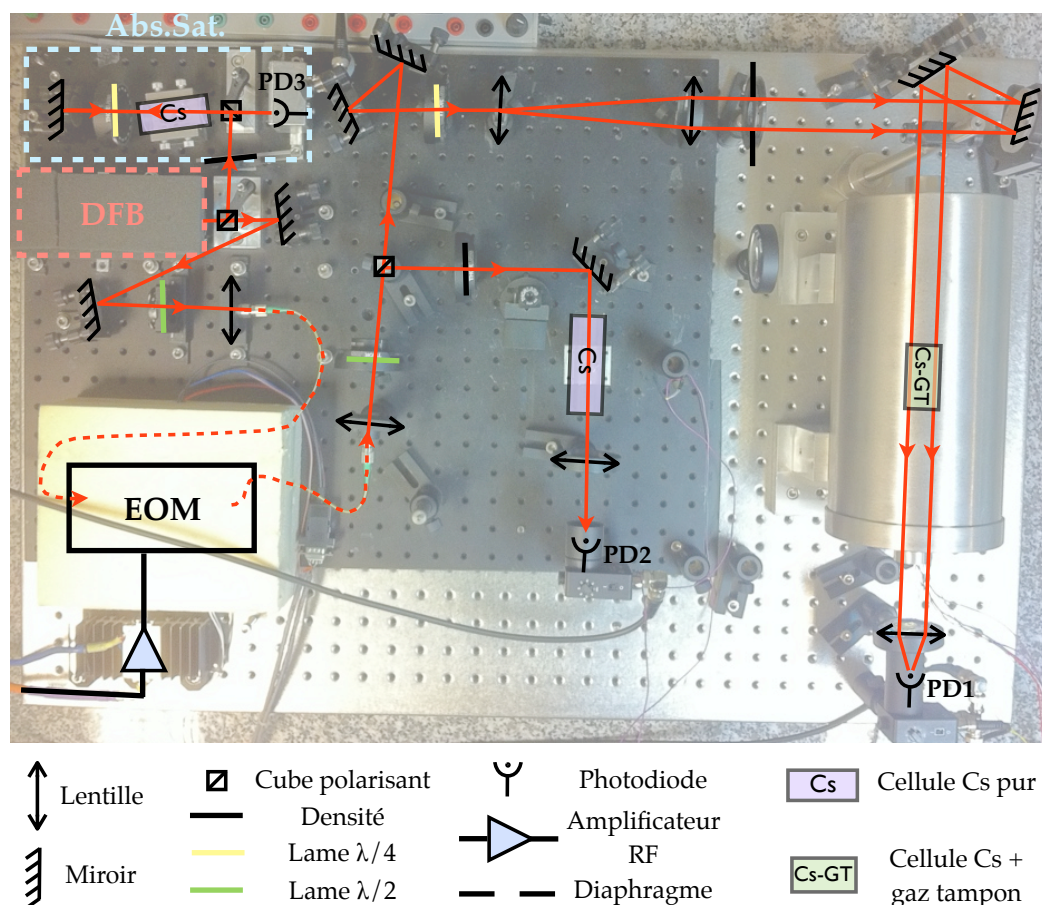 Abs.Sat.
PD3
Cs
DFB
Cs
Cs-GT
EOM
PD2
PD1
Lentille
Miroir
Cube polarisant
Densité
Lame λ/4
Lame λ/2
Photodiode
Amplificateur
RF
Diaphragme
Cs
Cellule Cs pur
Cs-GT
Cellule Cs +
gaz tampon